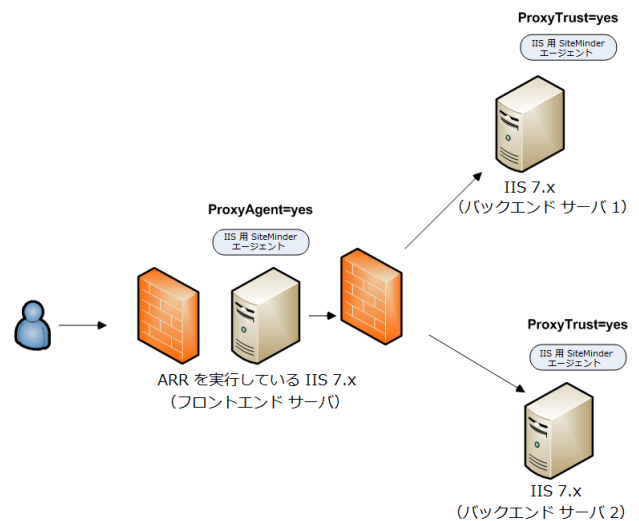 ProxyTrust=yes
IIS 用 SiteMinder
エージェント
IIS 7.x
（バックエンド サーバ 1）
ProxyAgent=yes
IIS 用 SiteMinder
エージェント
ARR を実行している IIS 7.x
（フロントエンド サーバ）
ProxyTrust=yes
IIS 用 SiteMinder
エージェント
IIS 7.x
（バックエンド サーバ 2）